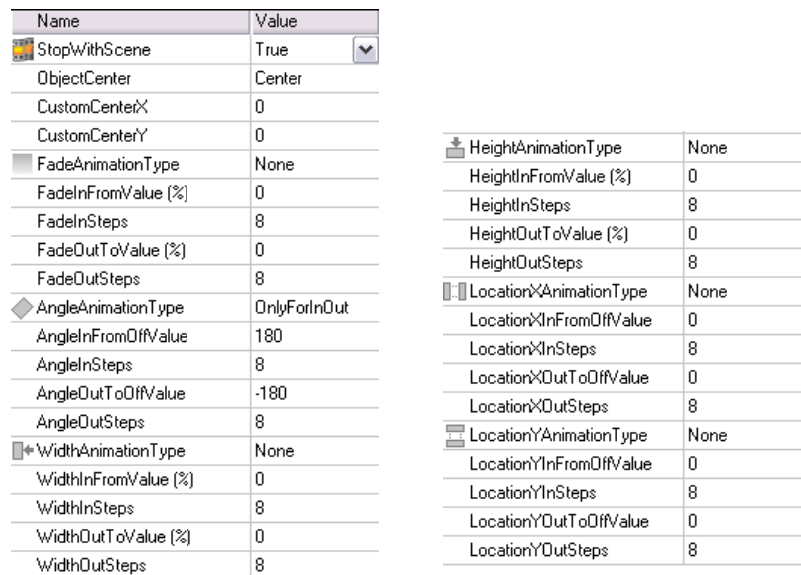 Name Value
StopWithScene True
ObjectCenter Center
CustomCenterX 0
CustomCenterY 0
FadeAnimationType None
FadeInFromValue (%) 0
FadeInSteps 8
FadeOutToValue (%) 0
FadeOutSteps 8
AngleAnimationType OnlyForInOut
AngleInFromOffValue 180
AngleInSteps 8
AngleOutToOffValue -180
AngleOutSteps 8
WidthAnimationType None
WidthInFromValue (%) 0
WidthInSteps 8
WidthOutToValue (%) 0
WidthOutSteps 8
HeightAnimationType None
HeightInFromValue (%) 0
HeightInSteps 8
HeightOutToValue (%) 0
HeightOutSteps 8
LocationXAnimationType None
LocationXInFromOffValue 0
LocationXInSteps 8
LocationXOutToOffValue 0
LocationXOutSteps 8
LocationYAnimationType None
LocationYInFromOffValue 0
LocationYInSteps 8
LocationYOutToOffValue 0
LocationYOutSteps 8